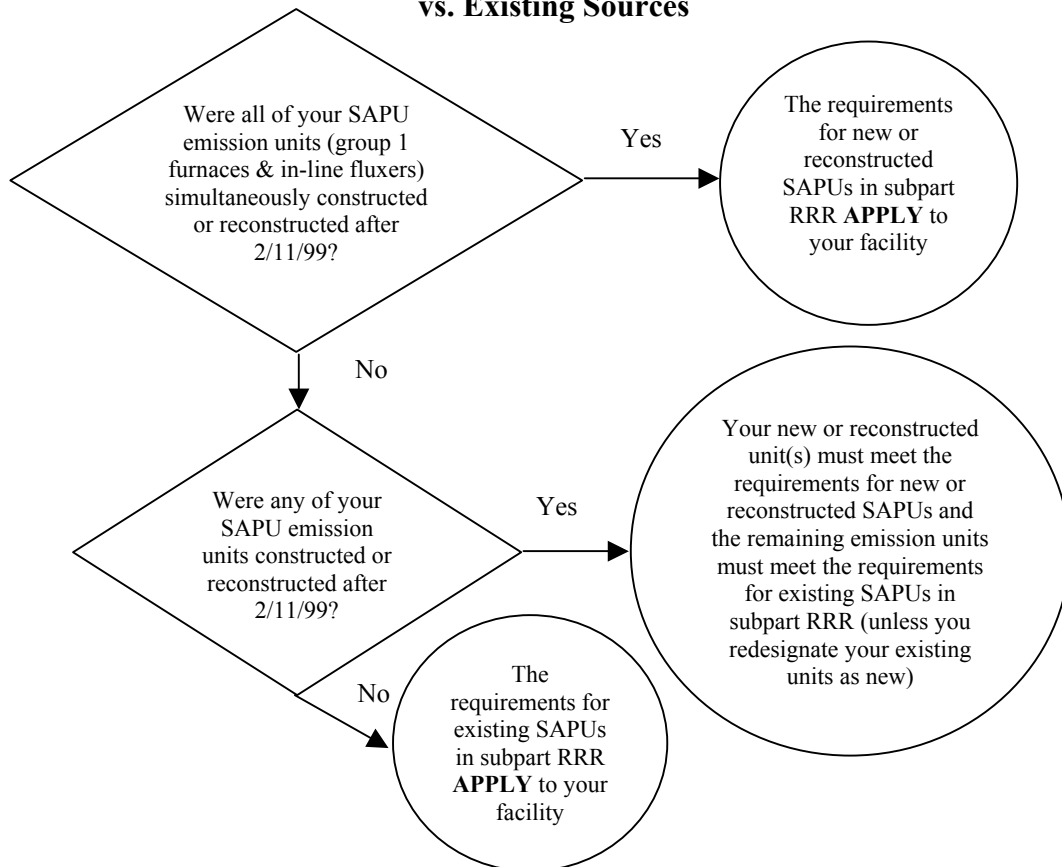 vs. Existing Sources
Were all of your SAPU
emission units (group 1
furnaces & in-line fluxers)
simultaneously constructed
or reconstructed after
2/11/99?
Yes
The requirements
for new or
reconstructed
SAPUs in subpart
RRR APPLY to
your facility
No
Were any of your
SAPU emission
units constructed or
reconstructed after
2/11/99?
Yes
Your new or reconstructed
unit(s) must meet the
requirements for new or
reconstructed SAPUs and
the remaining emission units
must meet the requirements
for existing SAPUs in
subpart RRR (unless you
redesignate your existing
units as new)
No
The
requirements for
existing SAPUs
in subpart RRR
APPLY to your
facility